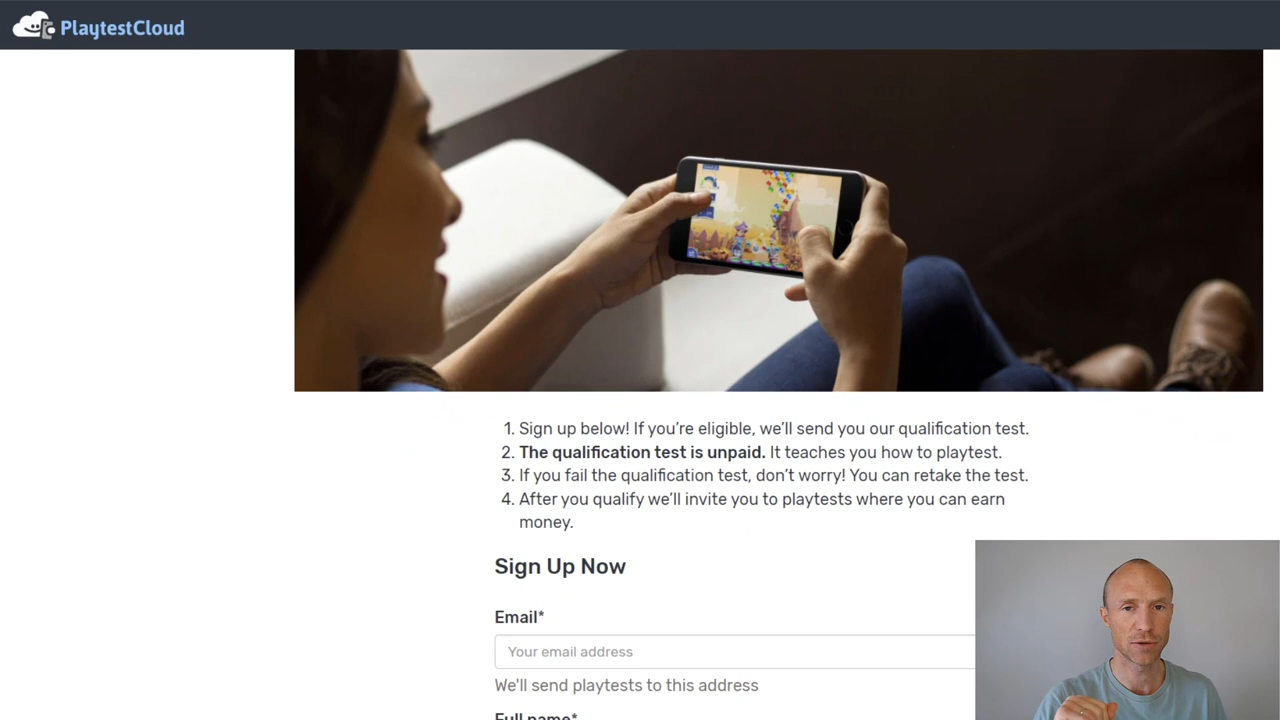 PlaytestCloud
1. Sign up below! If you’re eligible, we’ll send you our qualification test.
2. The qualification test is unpaid. It teaches you how to playtest.
3. If you fail the qualification test, don’t worry! You can retake the test.
4. After you qualify we’ll invite you to playtests where you can earn
money.
Sign Up Now
Email*
Your email address
We'll send playtests to this address
Full name*